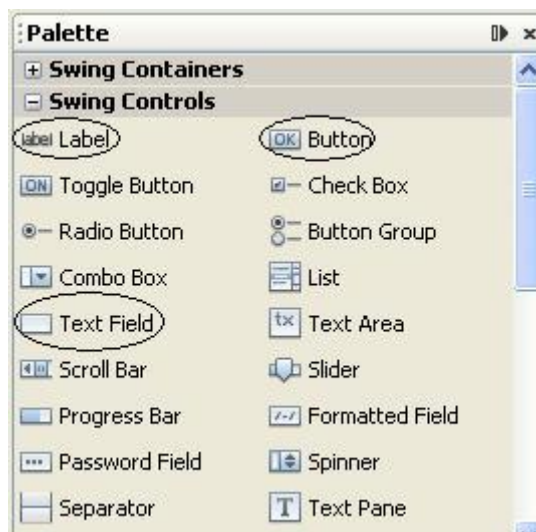 Palette
Swing Containers
Swing Controls
label Label
OK Button
ON Toggle Button
Check Box
Radio Button
Button Group
Combo Box
List
Text Field
tx Text Area
Scroll Bar
Slider
Progress Bar
Formatted Field
Password Field
Spinner
Separator
T Text Pane